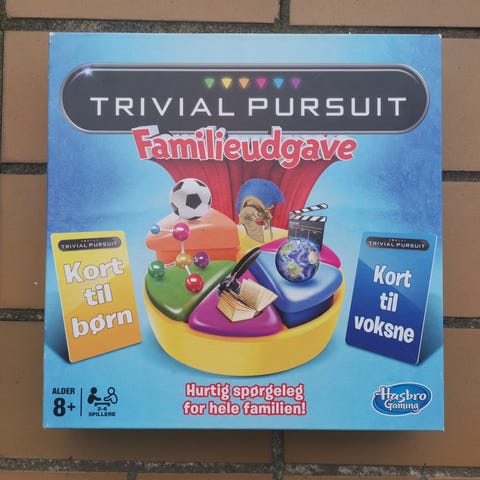 TRIVIAL PURSUIT
Familieudgave
TRIVIAL PURSUIT
Kort
til
børn
TRIVIAL PURSUIT
Kort
til
voksne
Hurtig spørgeleg
for hele familien!
ALDER
8+
2-6
SPILLERE
Hasbro
Gaming